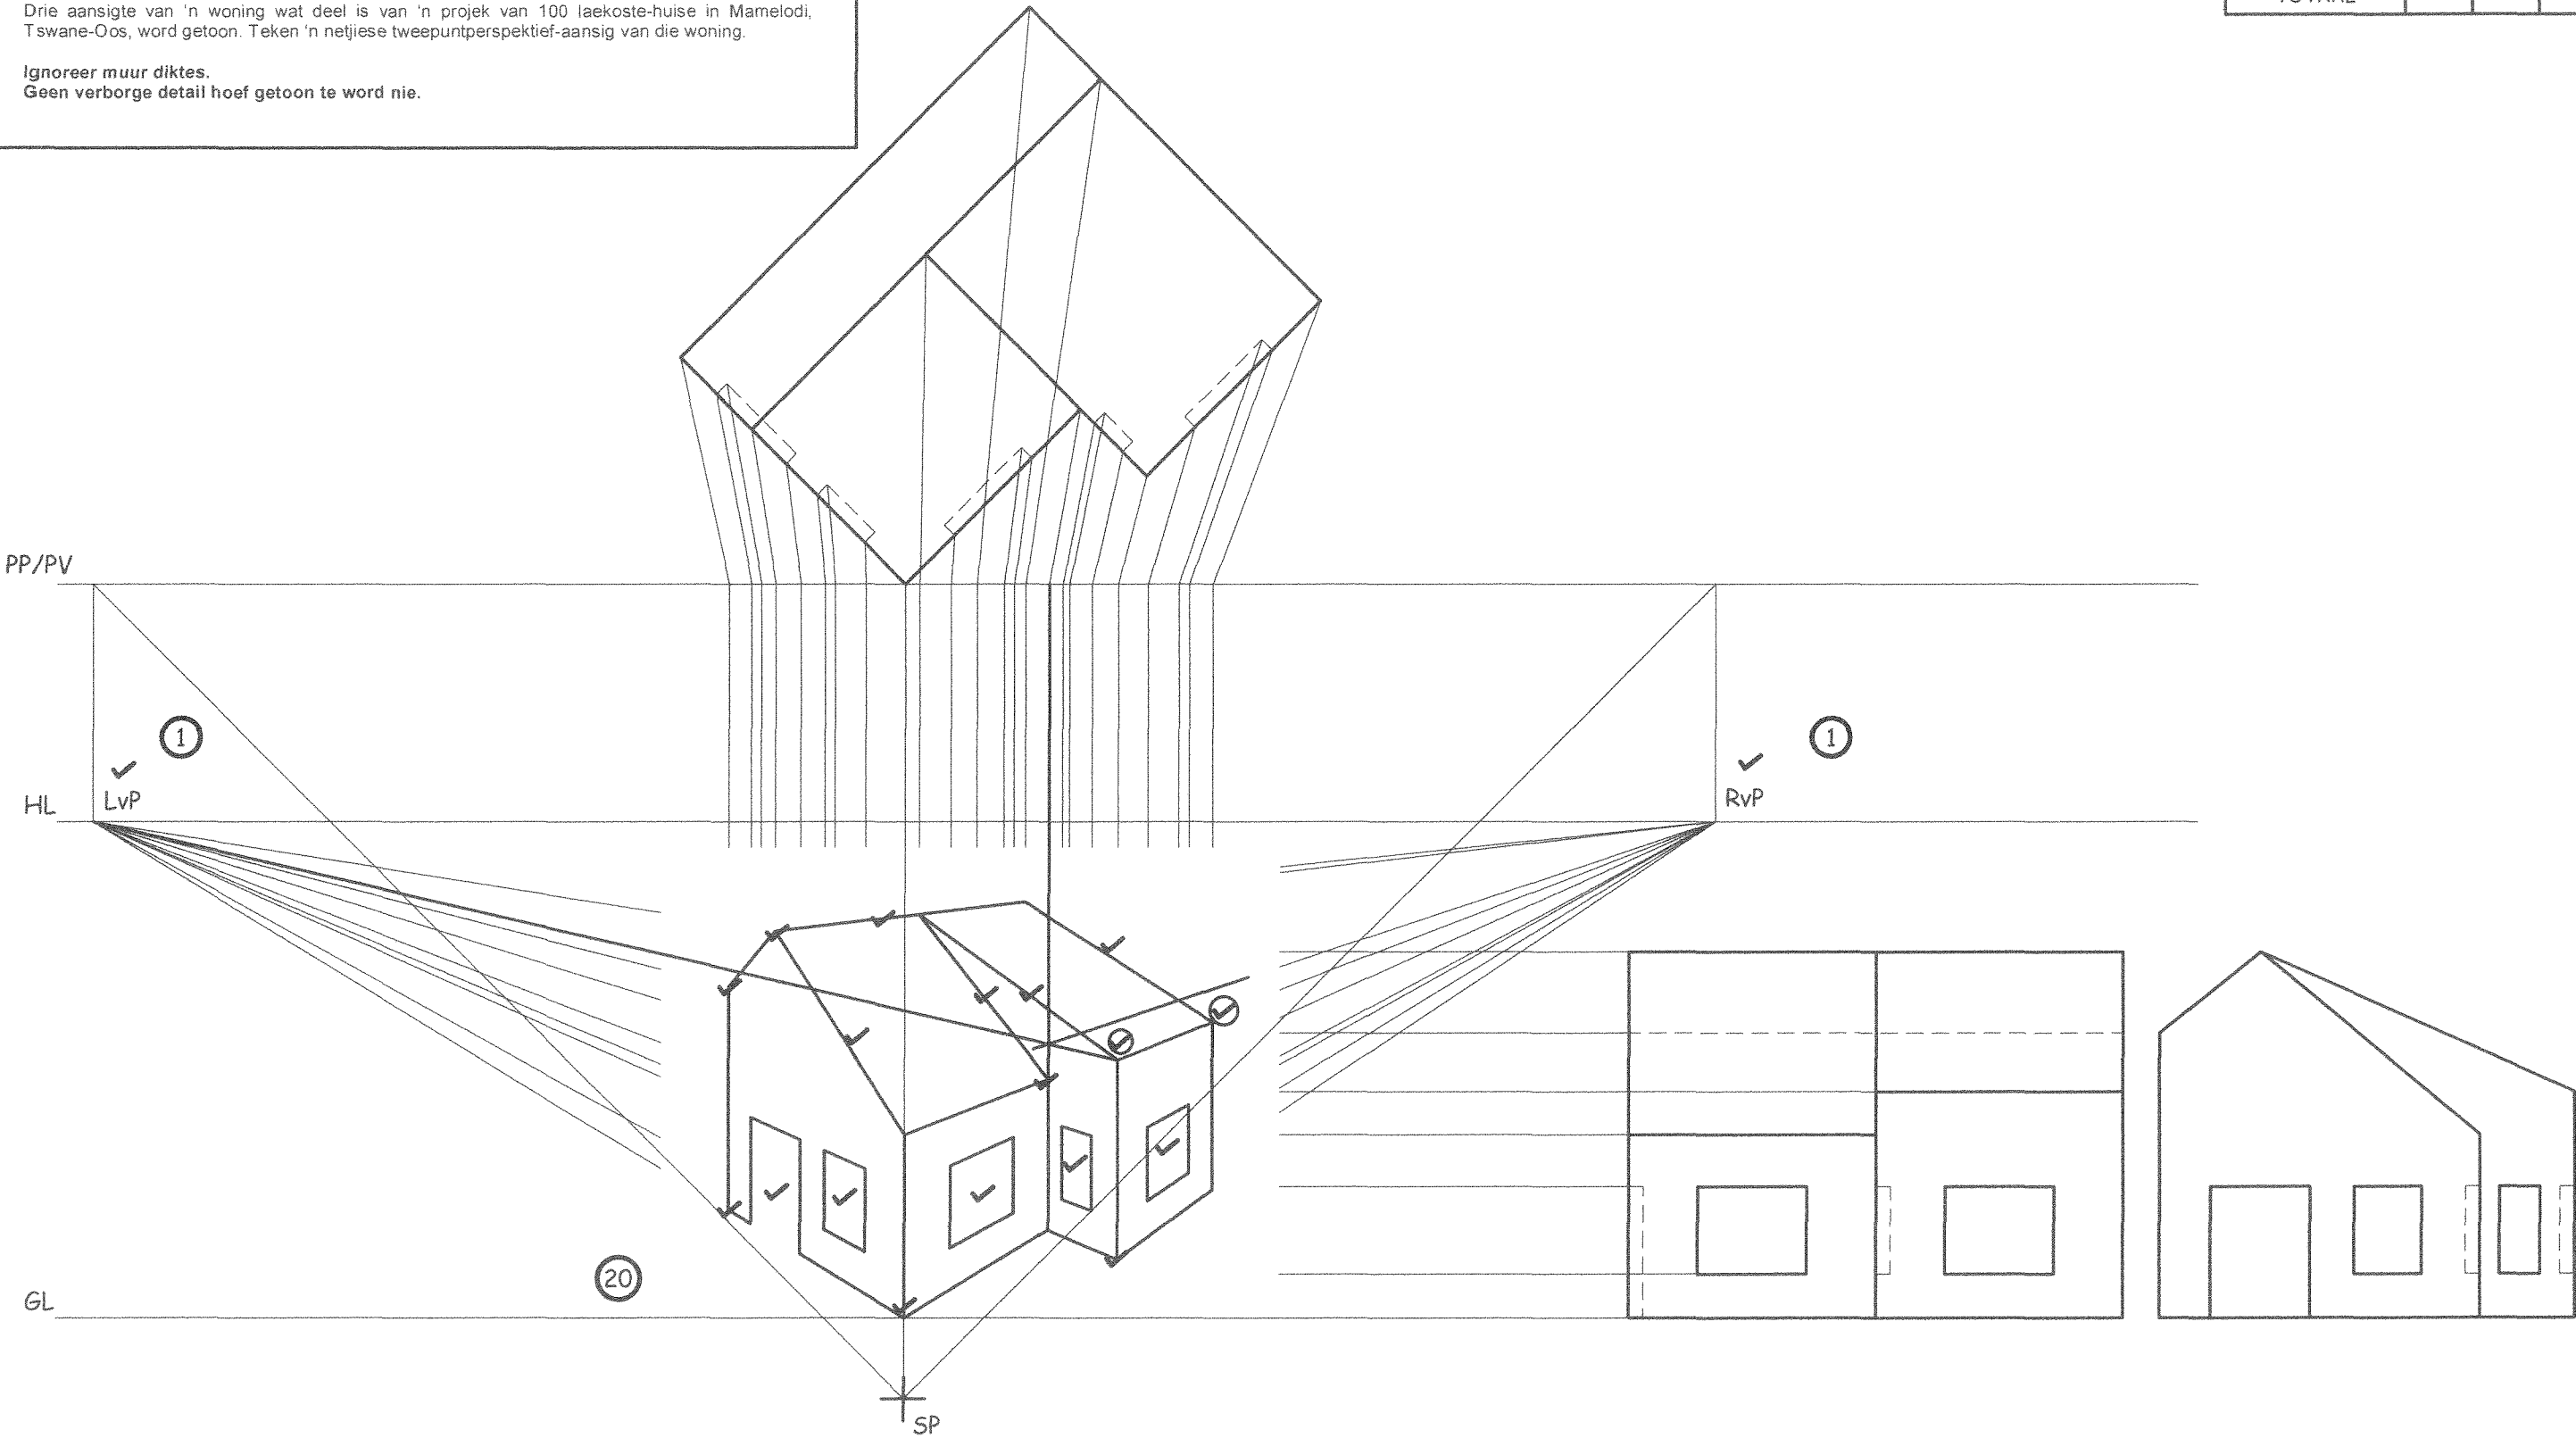 Drie aansigte van 'n woning wat deel is van 'n projek van 100 laekoste-huise in Mamelodi,
Tswane-Oos, word getoon. Teken 'n netjiese tweepuntperspektief-aansig van die woning.
Ignoreer muur diktes.
Geen verborge detail hoef getoon te word nie.
PP/PV
1
1
LvP
RvP
HL
20
GL
SP